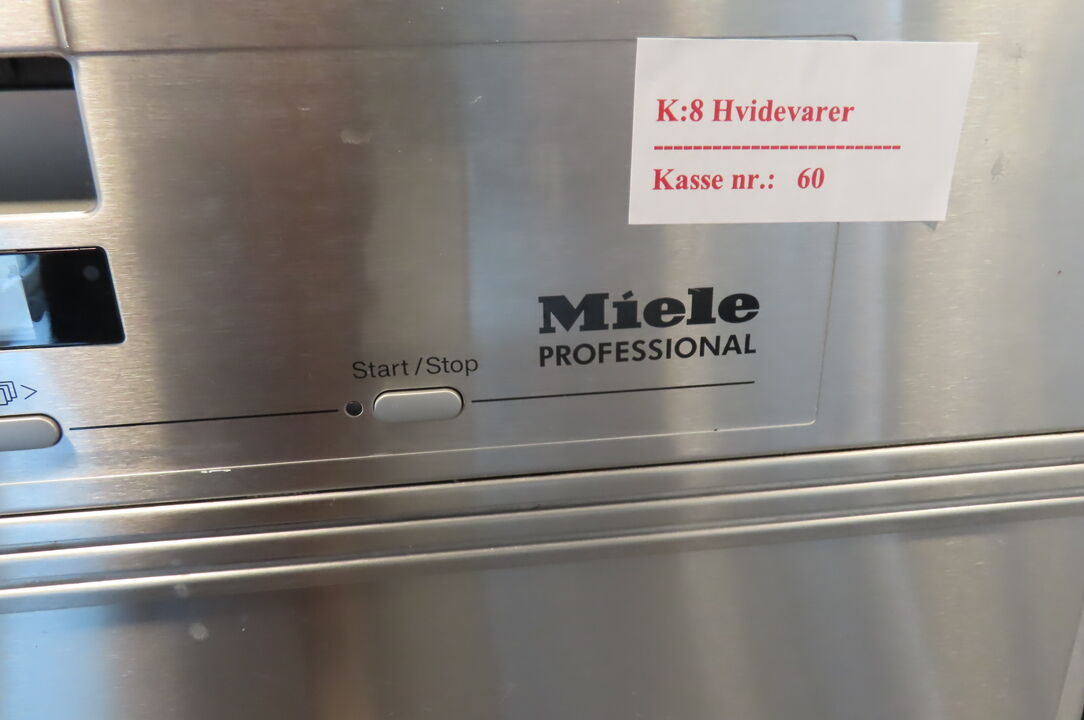 K:8 Hvidevarer
-------------------------
Kasse nr.: 60
Miele
PROFESSIONAL
Start/Stop